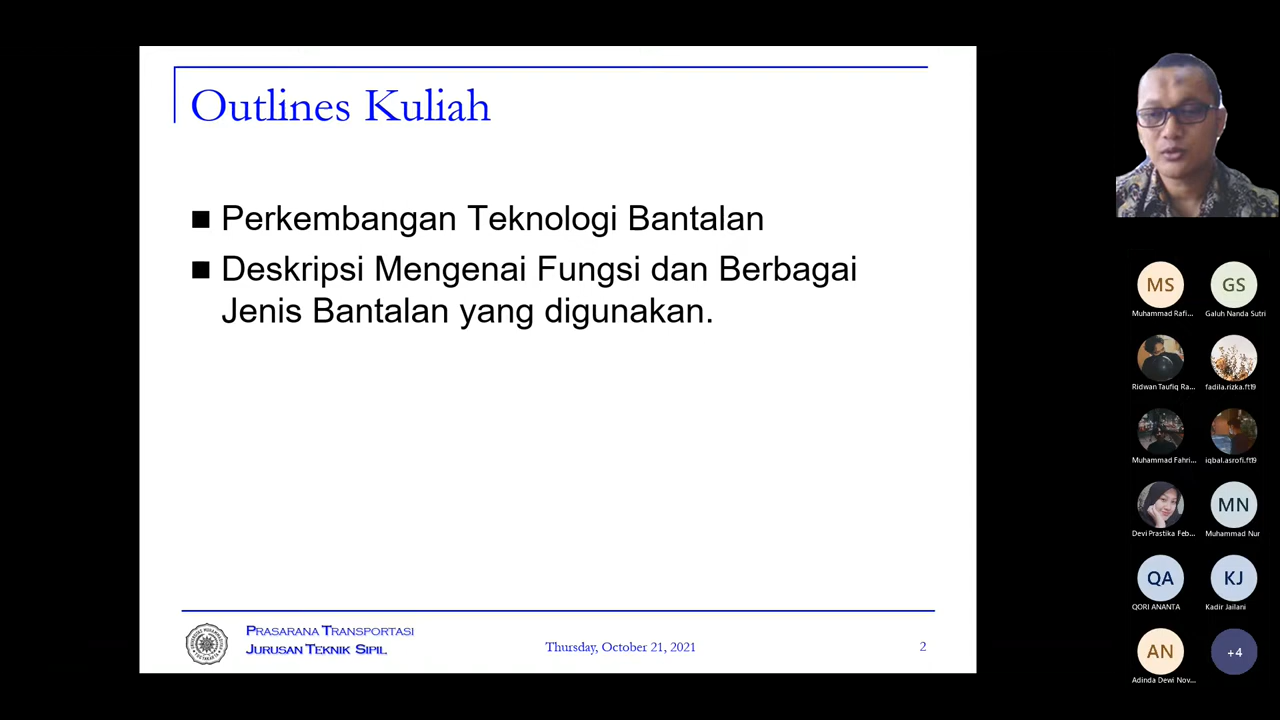 Outlines Kuliah
Perkembangan Teknologi Bantalan
Deskripsi Mengenai Fungsi dan Berbagai
Jenis Bantalan yang digunakan.
PRASARANA TRANSPORTASI
JURUSAN TEKNIK SIPIL
Thursday, October 21, 2021
2
MS
GS
Muhammad Rafi...
Galuh Nanda Sutri
Ridwan Taufiq Ra...
fadila.rizka.ft19
Muhammad Fahri...
iqbal.asrofi.ft19
Devi Prastika Feb...
MN
Muhammad Nur
QA
KJ
QORI ANANTA
Kadir Jailani
AN
+4
Adinda Dewi Nov...